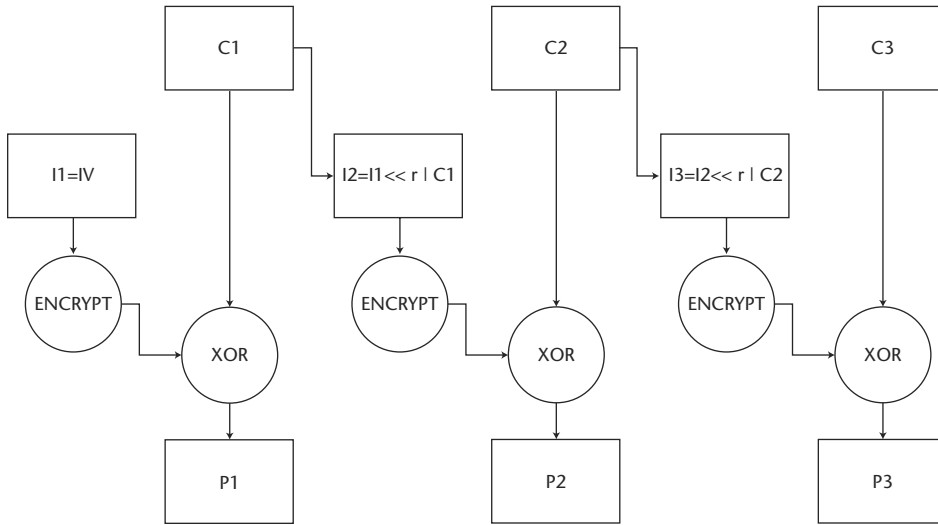 C1
C2
C3
I1=IV
I2=I1<< r | C1
I3=I2<< r | C2
ENCRYPT
ENCRYPT
ENCRYPT
XOR
XOR
XOR
P1
P2
P3